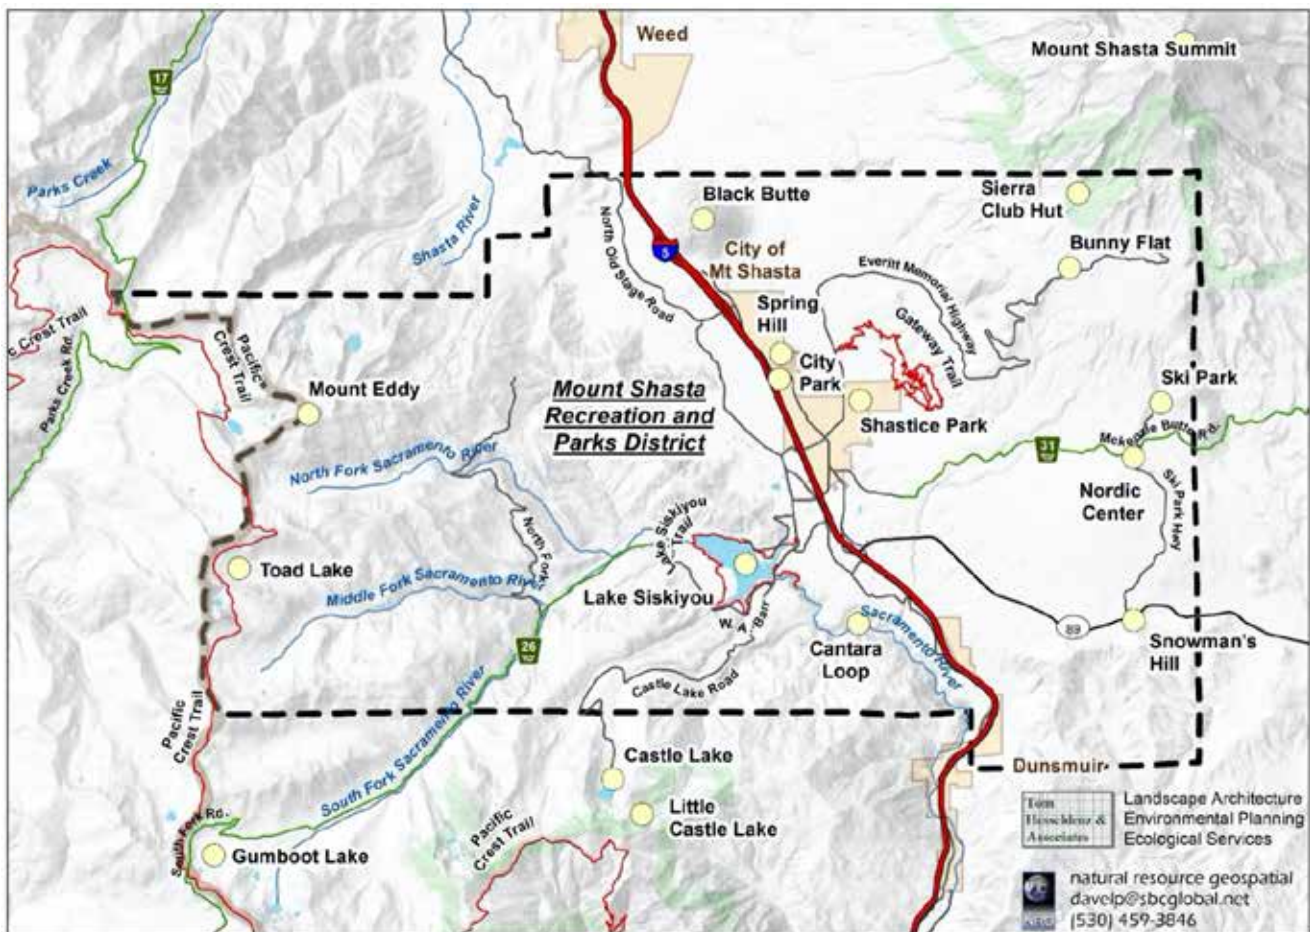 Weed
Mount Shasta Summit
17
Parks Creek
Shasta River
Black Butte
Sierra
Club Hut
Bunny Flat
North Old Stage Road
5
City of
Mt Shasta
Everitt Memorial Highway
Spring
Hill
Gateway Trail
c Crest Trail
Parks Creek Rd.
Pacific
Crest Trail
Mount Eddy
Mount Shasta
Recreation and
Parks District
City
Park
Shastice Park
Ski Park
31
Mckenzie Butte Rd.
North Fork Sacramento River
Nordic
Center
Ski Park Hwy
North Fork
Lake Siskiyou
Trail
Toad Lake
Middle Fork Sacramento River
Lake Siskiyou
W. A. Barr
26
Cantara
Loop
Sacramento River
89
Snowman's
Hill
Castle Lake Road
Pacific
Crest Trail
South Fork Sacramento River
Castle Lake
Dunsmuir
Little
Castle Lake
Pacific
Crest Trail
South Fork Rd.
Gumboot Lake
Tom
Hesseldenz &
Associates
Landscape Architecture
Environmental Planning
Ecological Services
natural resource geospatial
davelp@sbcglobal.net
(530) 459-3846